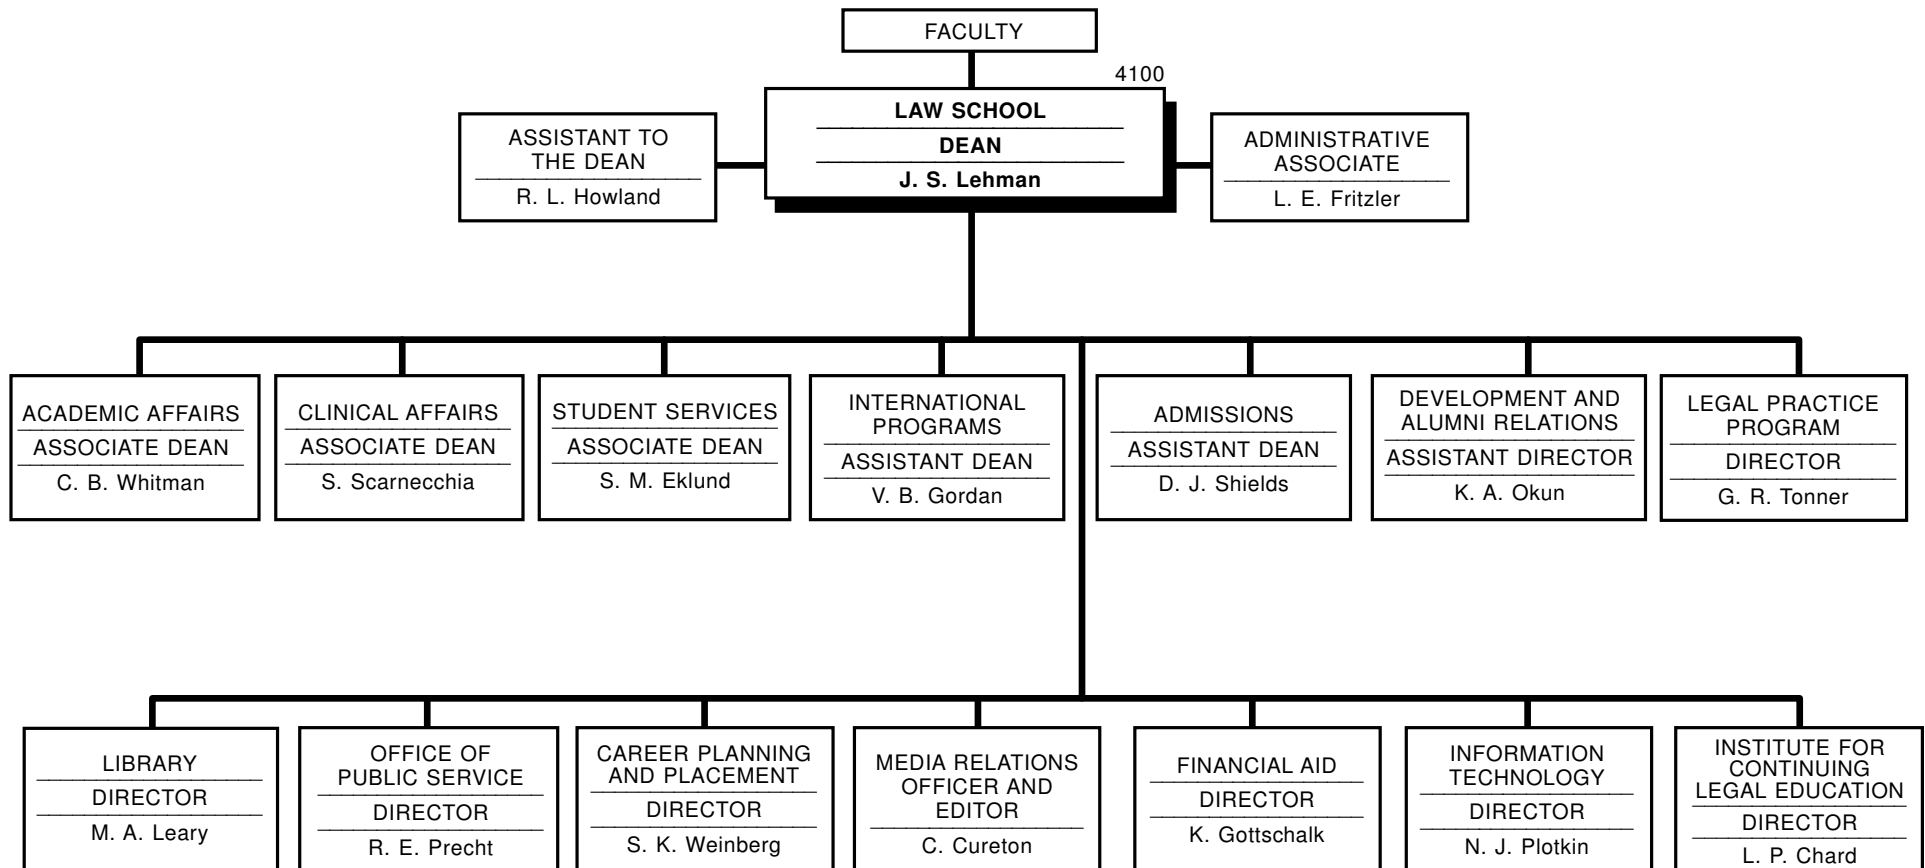 FACULTY
4100
LAW SCHOOL
DEAN
J. S. Lehman
ASSISTANT TO
THE DEAN
R. L. Howland
ADMINISTRATIVE
ASSOCIATE
L. E. Fritzler
ACADEMIC AFFAIRS
ASSOCIATE DEAN
C. B. Whitman
CLINICAL AFFAIRS
ASSOCIATE DEAN
S. Scarnecchia
STUDENT SERVICES
ASSOCIATE DEAN
S. M. Eklund
INTERNATIONAL
PROGRAMS
ASSISTANT DEAN
V. B. Gordan
ADMISSIONS
ASSISTANT DEAN
D. J. Shields
DEVELOPMENT AND
ALUMNI RELATIONS
ASSISTANT DIRECTOR
K. A. Okun
LEGAL PRACTICE
PROGRAM
DIRECTOR
G. R. Tonner
LIBRARY
DIRECTOR
M. A. Leary
OFFICE OF
PUBLIC SERVICE
DIRECTOR
R. E. Precht
CAREER PLANNING
AND PLACEMENT
DIRECTOR
S. K. Weinberg
MEDIA RELATIONS
OFFICER AND
EDITOR
C. Cureton
FINANCIAL AID
DIRECTOR
K. Gottschalk
INFORMATION
TECHNOLOGY
DIRECTOR
N. J. Plotkin
INSTITUTE FOR
CONTINUING
LEGAL EDUCATION
DIRECTOR
L. P. Chard